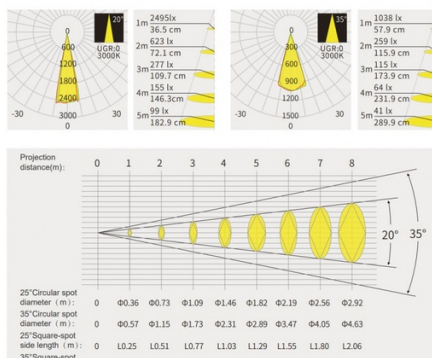 20°
0
600
1200
1800
2400
3000
0
-30
30
UGR:0
3000K
2495lx
1m
36.5 cm
623 lx
2m
72.1 cm
277 lx
3m
109.7 cm
155 lx
4m
146.3cm
99 lx
5m
182.9 cm
35°
0
300
600
900
1200
1500
0
-30
30
UGR:0
3000K
1038 lx
1m
57.9 cm
259 lx
2m
115.9 cm
115 lx
3m
173.9 cm
64 lx
4m
231.9 cm
41 lx
5m
289.9 cm
Projection
distance(m): 0 1 2 3 4 5 6 7 8
20° 35°
25°Circular spot
diameter (m): 0 Φ0.36 Φ0.73 Φ1.09 Φ1.46 Φ1.82 Φ2.19 Φ2.56 Φ2.92
35°Circular spot
diameter (m): 0 Φ0.57 Φ1.15 Φ1.73 Φ2.31 Φ2.89 Φ3.47 Φ4.05 Φ4.63
25°Square-spot
side length (m): 0 L0.25 L0.51 L0.77 L1.03 L1.29 L1.55 L1.80 L2.06
35°Square-spot